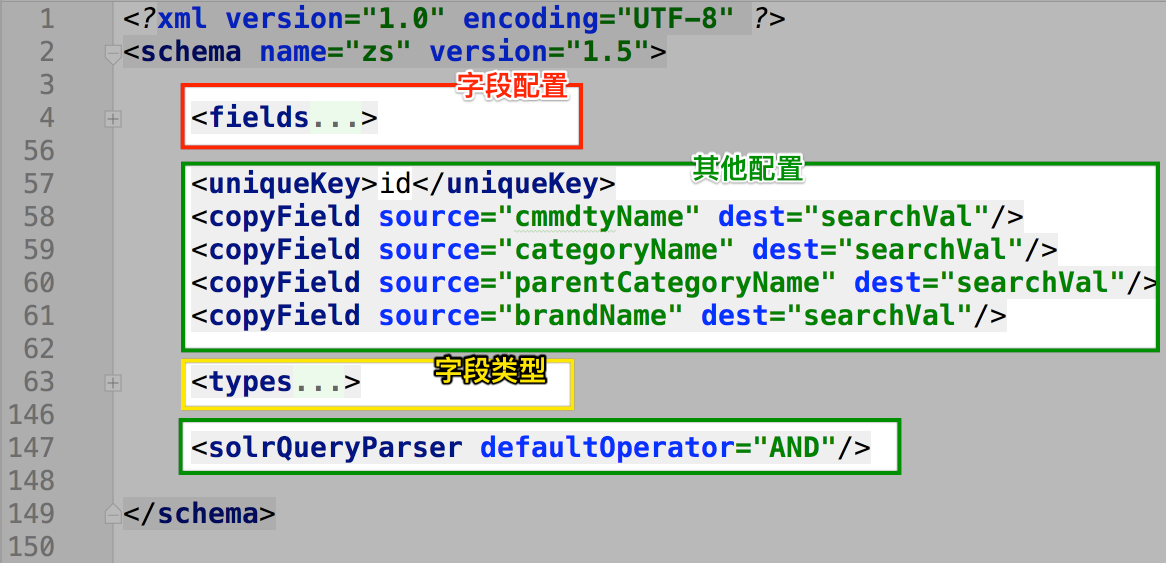 1 <?xml version="1.0" encoding="UTF-8" ?>
2 <schema name="zs" version="1.5">
3
字段配置
4 <fields...>
56
其他配置
57 <uniqueKey>id</uniqueKey>
58 <copyField source="cmmdtyName" dest="searchVal"/>
59 <copyField source="categoryName" dest="searchVal"/>
60 <copyField source="parentCategoryName" dest="searchVal"/>
61 <copyField source="brandName" dest="searchVal"/>
62
字段类型
63 <types...>
146
147 <solrQueryParser defaultOperator="AND"/>
148
149 </schema>
150